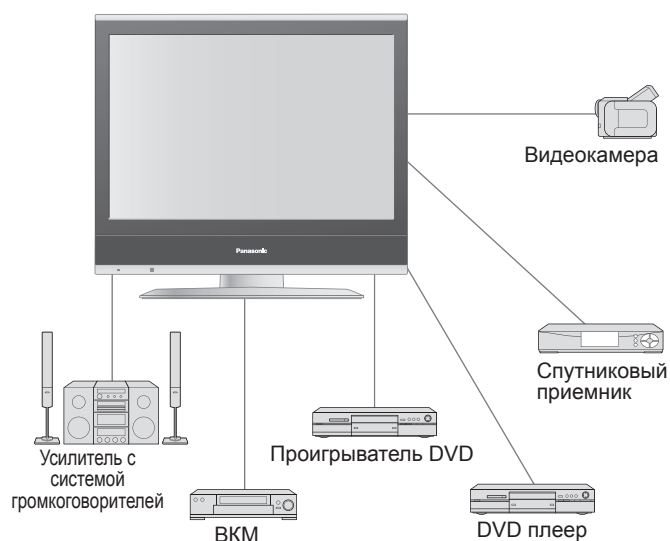 Panasonic
Видеокамера
Спутниковый
приемник
Проигрыватель DVD
Усилитель с
системой
громкоговорителей
ВКМ
DVD плеер